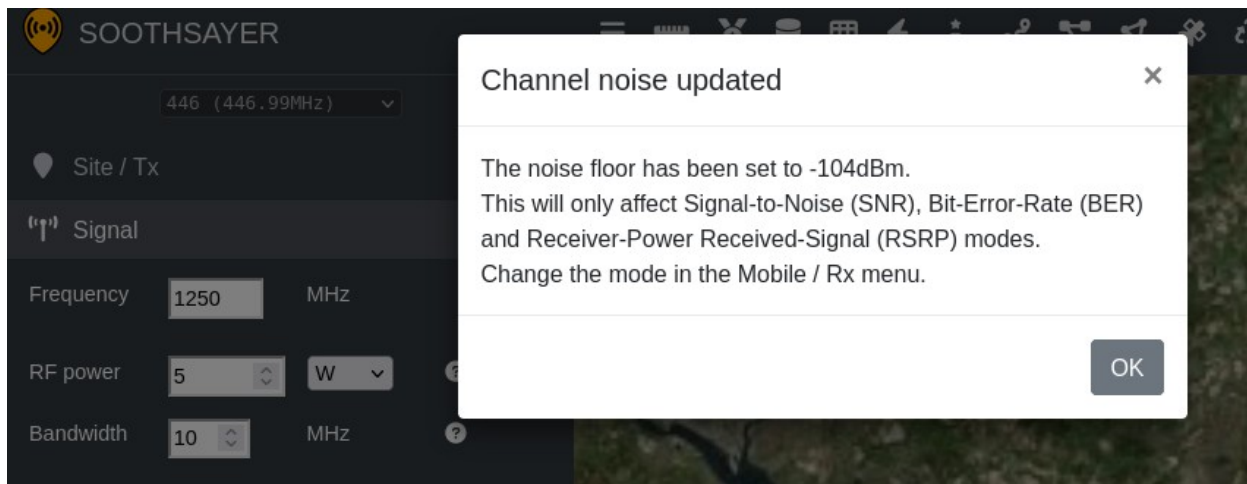 SOOTHSAYER
446 (446.99MHz)
Site / Tx
Signal
Frequency 1250 MHz
RF power 5 W ?
Bandwidth 10 MHz ?
Channel noise updated ×
The noise floor has been set to -104dBm.
This will only affect Signal-to-Noise (SNR), Bit-Error-Rate (BER)
and Receiver-Power Received-Signal (RSRP) modes.
Change the mode in the Mobile / Rx menu.
OK